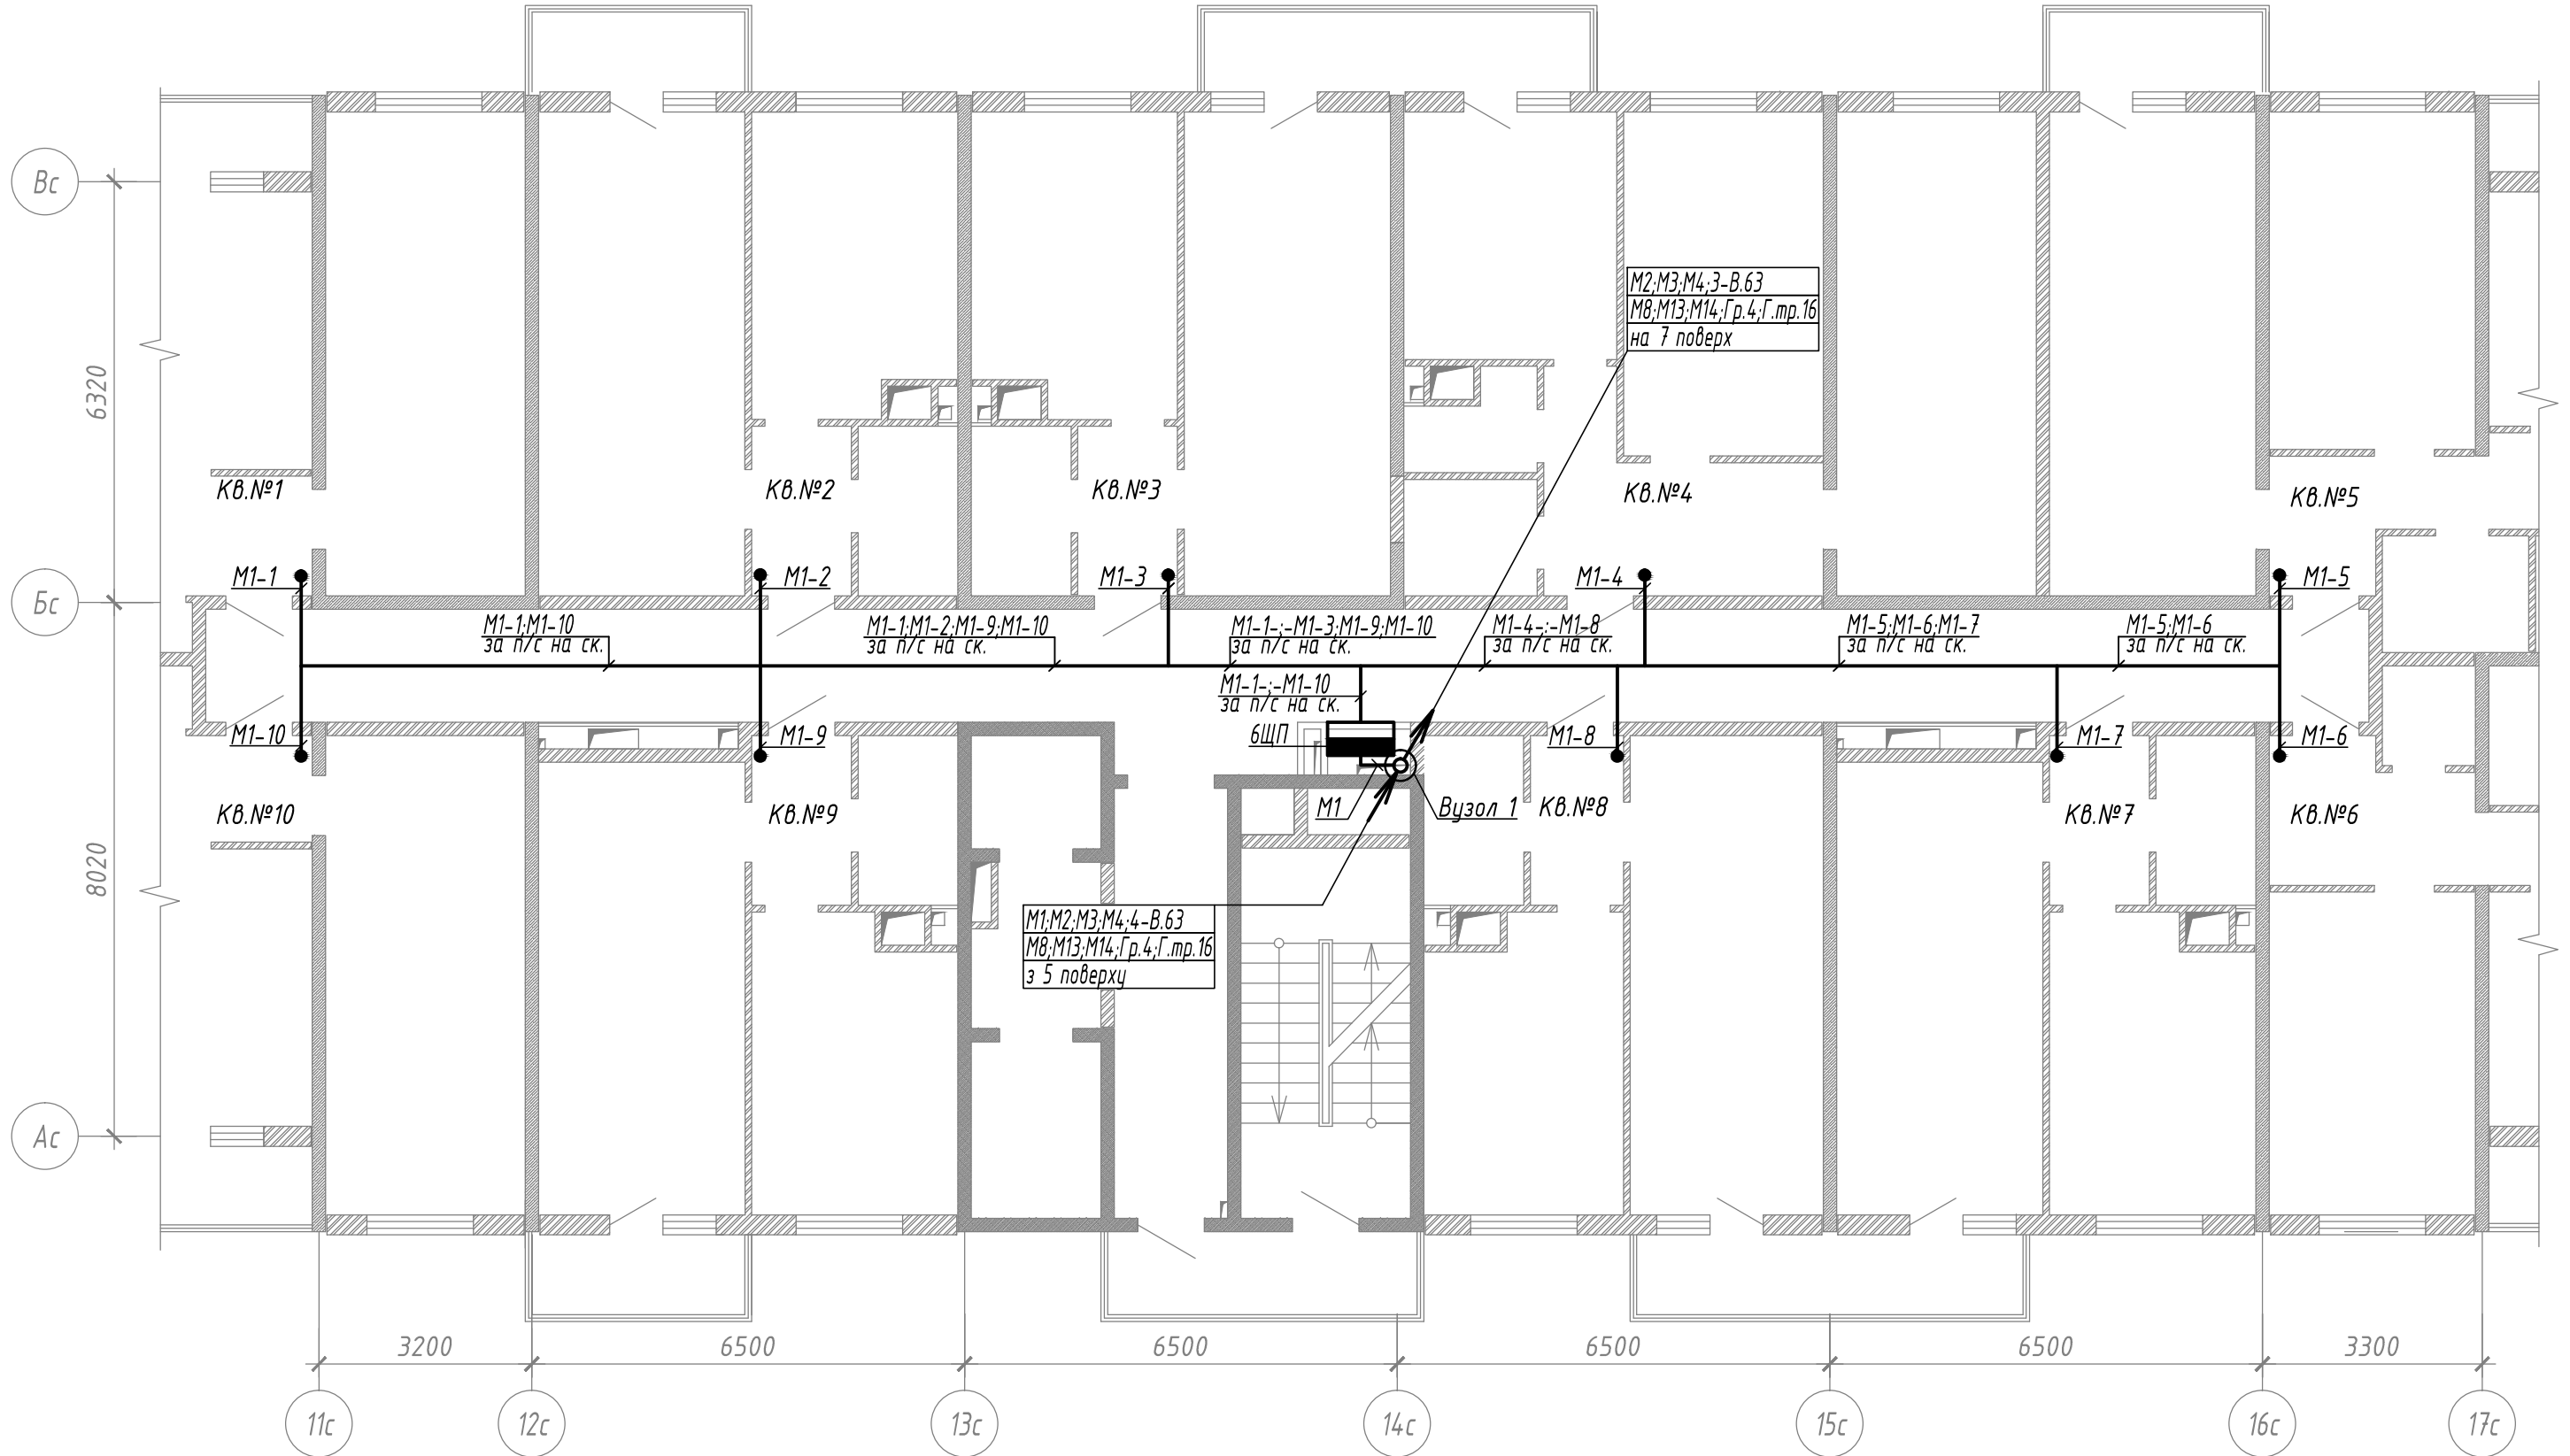 Вс
6320
Бс
8020
Ас
М2;М3;М4;3-В.63
М8;М13;М14;Гр.4;Г.тр.16
на 7 поверх
Кв.№1
Кв.№2
Кв.№3
Кв.№4
Кв.№5
М1-1
М1-2
М1-3
М1-4
М1-5
М1-1;М1-10
за п/с на ск.
М1-1;М1-2;М1-9;М1-10
за п/с на ск.
М1-1-;-М1-3;М1-9;М1-10
за п/с на ск.
М1-4-;-М1-8
за п/с на ск.
М1-5;М1-6;М1-7
за п/с на ск.
М1-5;М1-6
за п/с на ск.
М1-1-;-М1-10
за п/с на ск.
6ЩП
М1-10
М1-9
М1-8
М1-7
М1-6
М1
Вузол 1
Кв.№10
Кв.№9
Кв.№8
Кв.№7
Кв.№6
М1;М2;М3;М4;4-В.63
М8;М13;М14;Гр.4;Г.тр.16
з 5 поверху
3200
6500
6500
6500
6500
3300
11с
12с
13с
14с
15с
16с
17с